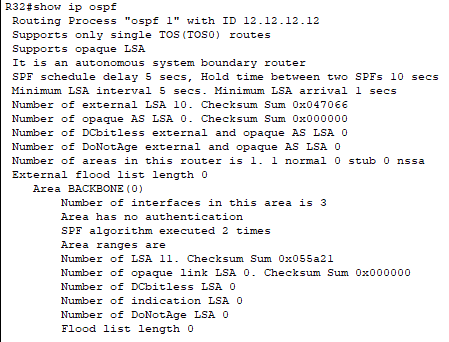 R32#show ip ospf
Routing Process "ospf 1" with ID 12.12.12.12
Supports only single TOS(TOS0) routes
Supports opaque LSA
It is an autonomous system boundary router
SPF schedule delay 5 secs, Hold time between two SPFs 10 secs
Minimum LSA interval 5 secs. Minimum LSA arrival 1 secs
Number of external LSA 10. Checksum Sum 0x047066
Number of opaque AS LSA 0. Checksum Sum 0x000000
Number of DCbitless external and opaque AS LSA 0
Number of DoNotAge external and opaque AS LSA 0
Number of areas in this router is 1. 1 normal 0 stub 0 nssa
External flood list length 0
Area BACKBONE(0)
Number of interfaces in this area is 3
Area has no authentication
SPF algorithm executed 2 times
Area ranges are
Number of LSA 11. Checksum Sum 0x055a21
Number of opaque link LSA 0. Checksum Sum 0x000000
Number of DCbitless LSA 0
Number of indication LSA 0
Number of DoNotAge LSA 0
Flood list length 0